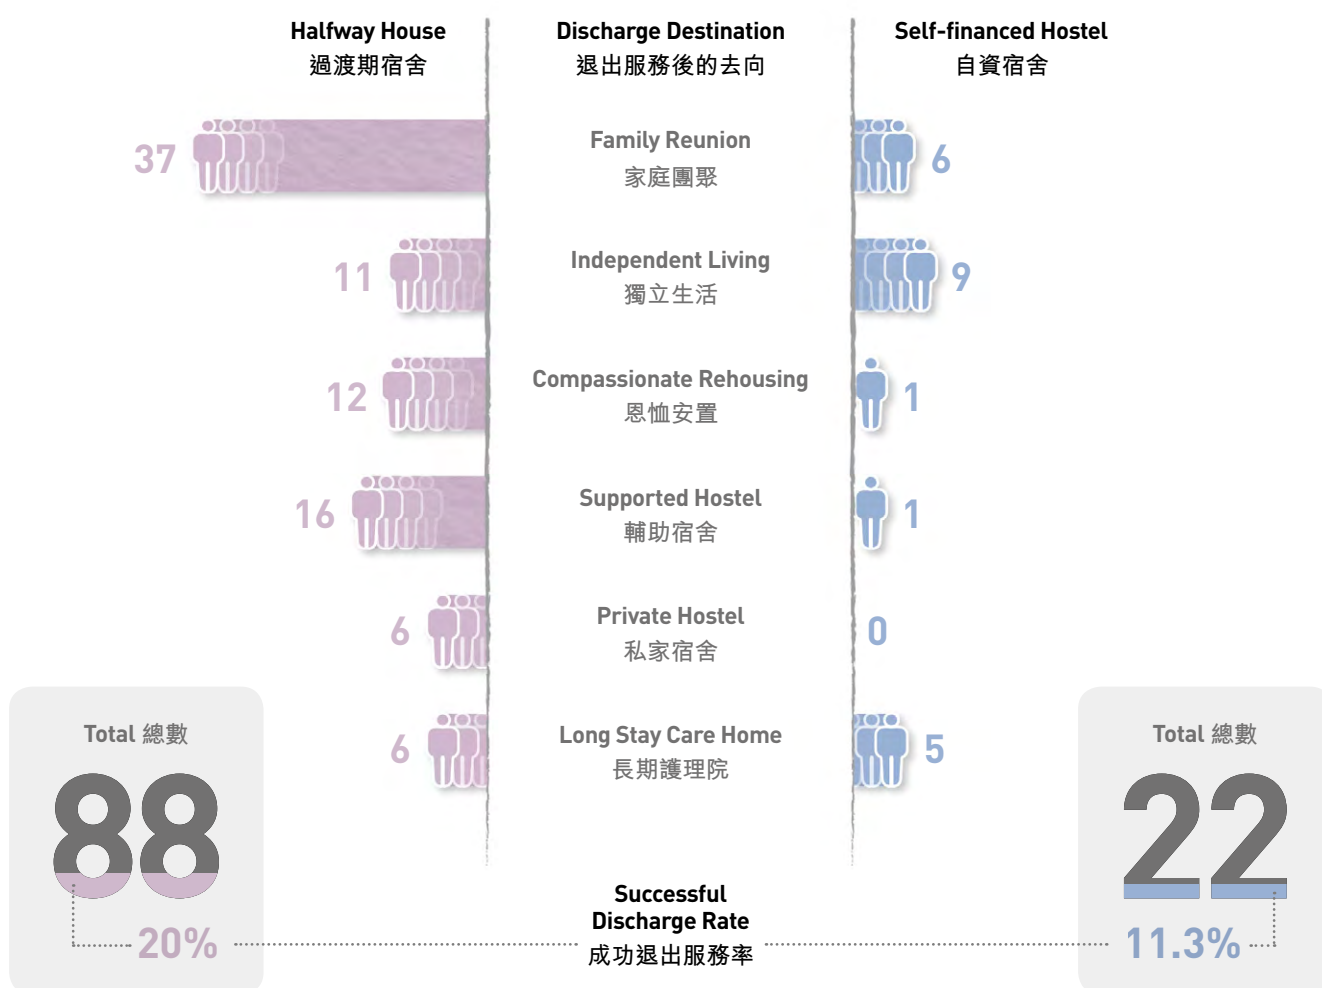 Halfway House
過渡期宿舍
Discharge Destination
退出服務後的去向
Self-financed Hostel
自資宿舍
37
Family Reunion
家庭團聚
6
11
Independent Living
獨立生活
9
12
Compassionate Rehousing
恩恤安置
1
16
Supported Hostel
輔助宿舍
1
6
Private Hostel
私家宿舍
0
6
Long Stay Care Home
長期護理院
5
Total 總數
88
20%
Successful
Discharge Rate
成功退出服務率
Total 總數
22
11.3%